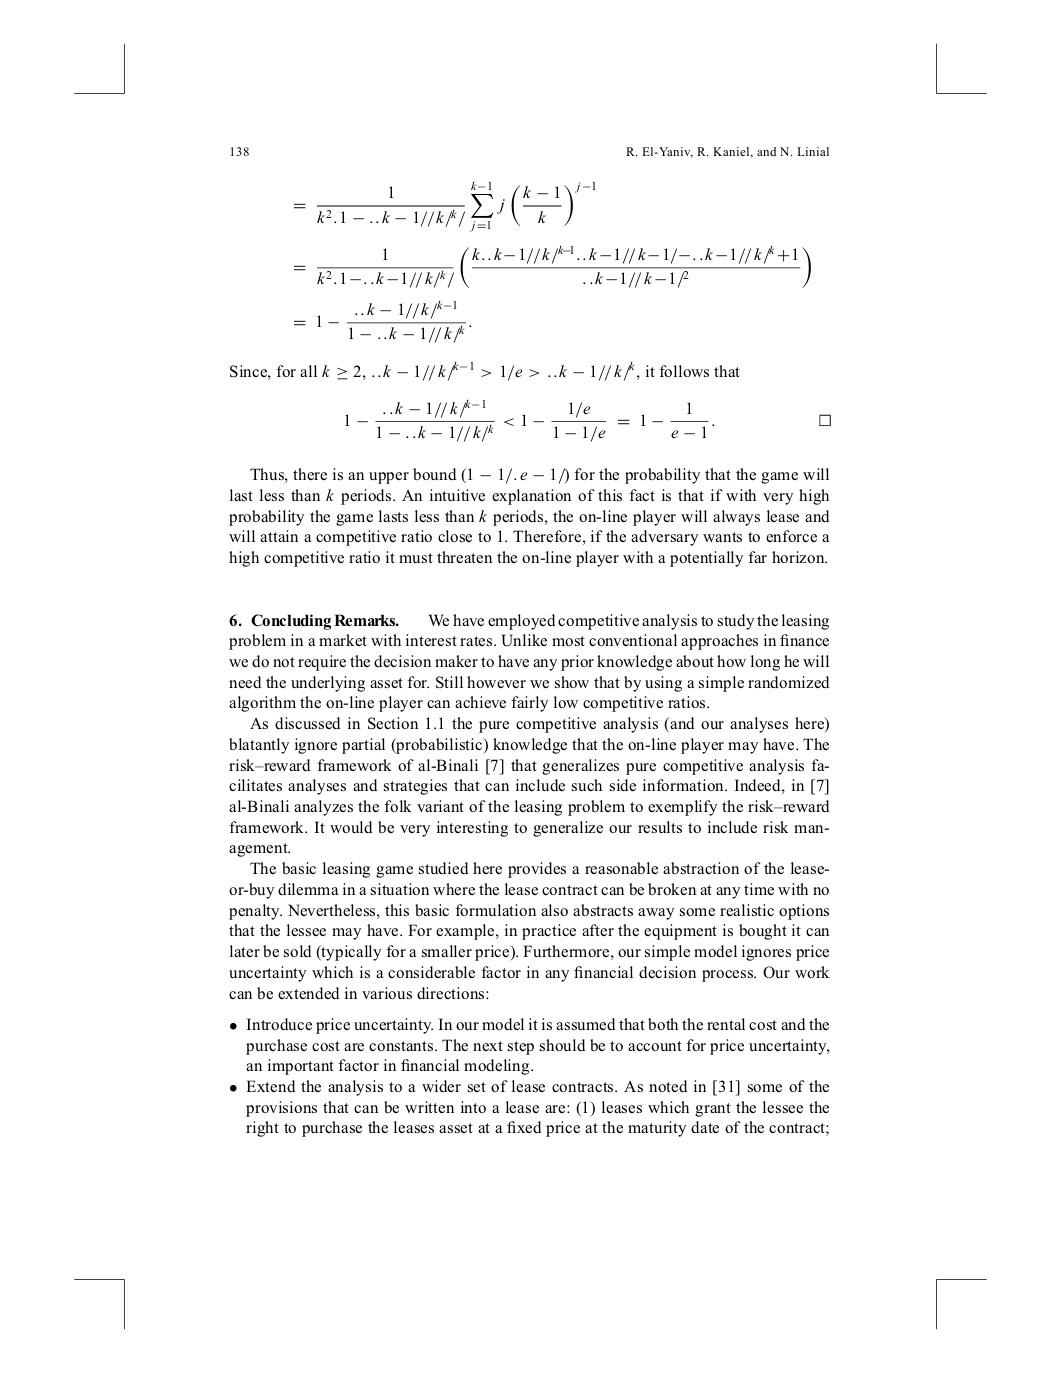 138 R. El-Yaniv, R. Kaniel, and N. Linial
= 1 / k².1 − ..k − 1//k/ᵏ/ ∑ⱼ₌₁ᵏ⁻¹ j ((k − 1)/k)ʲ⁻¹
= 1 / k².1−..k−1//k/ᵏ/ (k..k−1//k/ᵏ⁻¹..k−1//k−1/−..k−1//k/ᵏ+1 / ..k−1//k−1/²)
= 1 − ..k − 1//k/ᵏ⁻¹ / 1 − ..k − 1//k/ᵏ.
Since, for all k ≥ 2, ..k − 1//k/ᵏ⁻¹ > 1/e > ..k − 1//k/ᵏ, it follows that
1 − ..k − 1//k/ᵏ⁻¹ / 1 − ..k − 1//k/ᵏ < 1 − 1/e / 1 − 1/e = 1 − 1 / e − 1. □
Thus, there is an upper bound (1 − 1/.e − 1/) for the probability that the game will
last less than k periods. An intuitive explanation of this fact is that if with very high
probability the game lasts less than k periods, the on-line player will always lease and
will attain a competitive ratio close to 1. Therefore, if the adversary wants to enforce a
high competitive ratio it must threaten the on-line player with a potentially far horizon.
6. Concluding Remarks. We have employed competitive analysis to study the leasing
problem in a market with interest rates. Unlike most conventional approaches in finance
we do not require the decision maker to have any prior knowledge about how long he will
need the underlying asset for. Still however we show that by using a simple randomized
algorithm the on-line player can achieve fairly low competitive ratios.
As discussed in Section 1.1 the pure competitive analysis (and our analyses here)
blatantly ignore partial (probabilistic) knowledge that the on-line player may have. The
risk–reward framework of al-Binali [7] that generalizes pure competitive analysis fa-
cilitates analyses and strategies that can include such side information. Indeed, in [7]
al-Binali analyzes the folk variant of the leasing problem to exemplify the risk–reward
framework. It would be very interesting to generalize our results to include risk man-
agement.
The basic leasing game studied here provides a reasonable abstraction of the lease-
or-buy dilemma in a situation where the lease contract can be broken at any time with no
penalty. Nevertheless, this basic formulation also abstracts away some realistic options
that the lessee may have. For example, in practice after the equipment is bought it can
later be sold (typically for a smaller price). Furthermore, our simple model ignores price
uncertainty which is a considerable factor in any financial decision process. Our work
can be extended in various directions:
• Introduce price uncertainty. In our model it is assumed that both the rental cost and the
purchase cost are constants. The next step should be to account for price uncertainty,
an important factor in financial modeling.
• Extend the analysis to a wider set of lease contracts. As noted in [31] some of the
provisions that can be written into a lease are: (1) leases which grant the lessee the
right to purchase the leases asset at a fixed price at the maturity date of the contract;